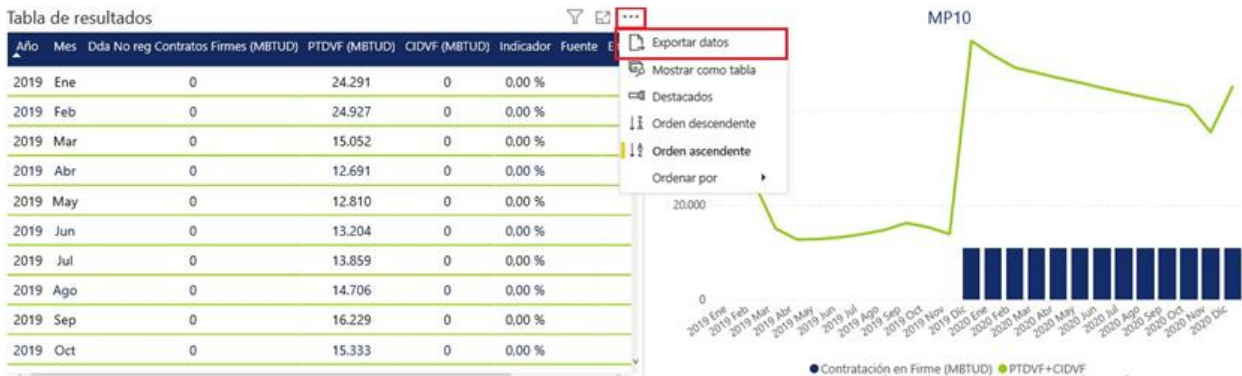 Tabla de resultados
Año Mes Dda No reg Contratos Firmes (MBTUD) PTDVF (MBTUD) CIDVF (MBTUD) Indicador Fuente
2019 Ene 0 24.291 0 0,00 %
2019 Feb 0 24.927 0 0,00 %
2019 Mar 0 15.052 0 0,00 %
2019 Abr 0 12.691 0 0,00 %
2019 May 0 12.810 0 0,00 %
2019 Jun 0 13.204 0 0,00 %
2019 Jul 0 13.859 0 0,00 %
2019 Ago 0 14.706 0 0,00 %
2019 Sep 0 16.229 0 0,00 %
2019 Oct 0 15.333 0 0,00 %
Exportar datos
Mostrar como tabla
Destacados
Orden descendente
Orden ascendente
Ordenar por
MP10
20.000
0
2019 Ene 2019 Feb 2019 Mar 2019 Abr 2019 May 2019 Jun 2019 Jul 2019 Ago 2019 Sep 2019 Oct 2019 Nov 2019 Dic 2020 Ene 2020 Feb 2020 Mar 2020 Abr 2020 May 2020 Jun 2020 Jul 2020 Ago 2020 Sep 2020 Oct 2020 Nov 2020 Dic
Contratación en Firme (MBTUD) PTDVF+CIDVF